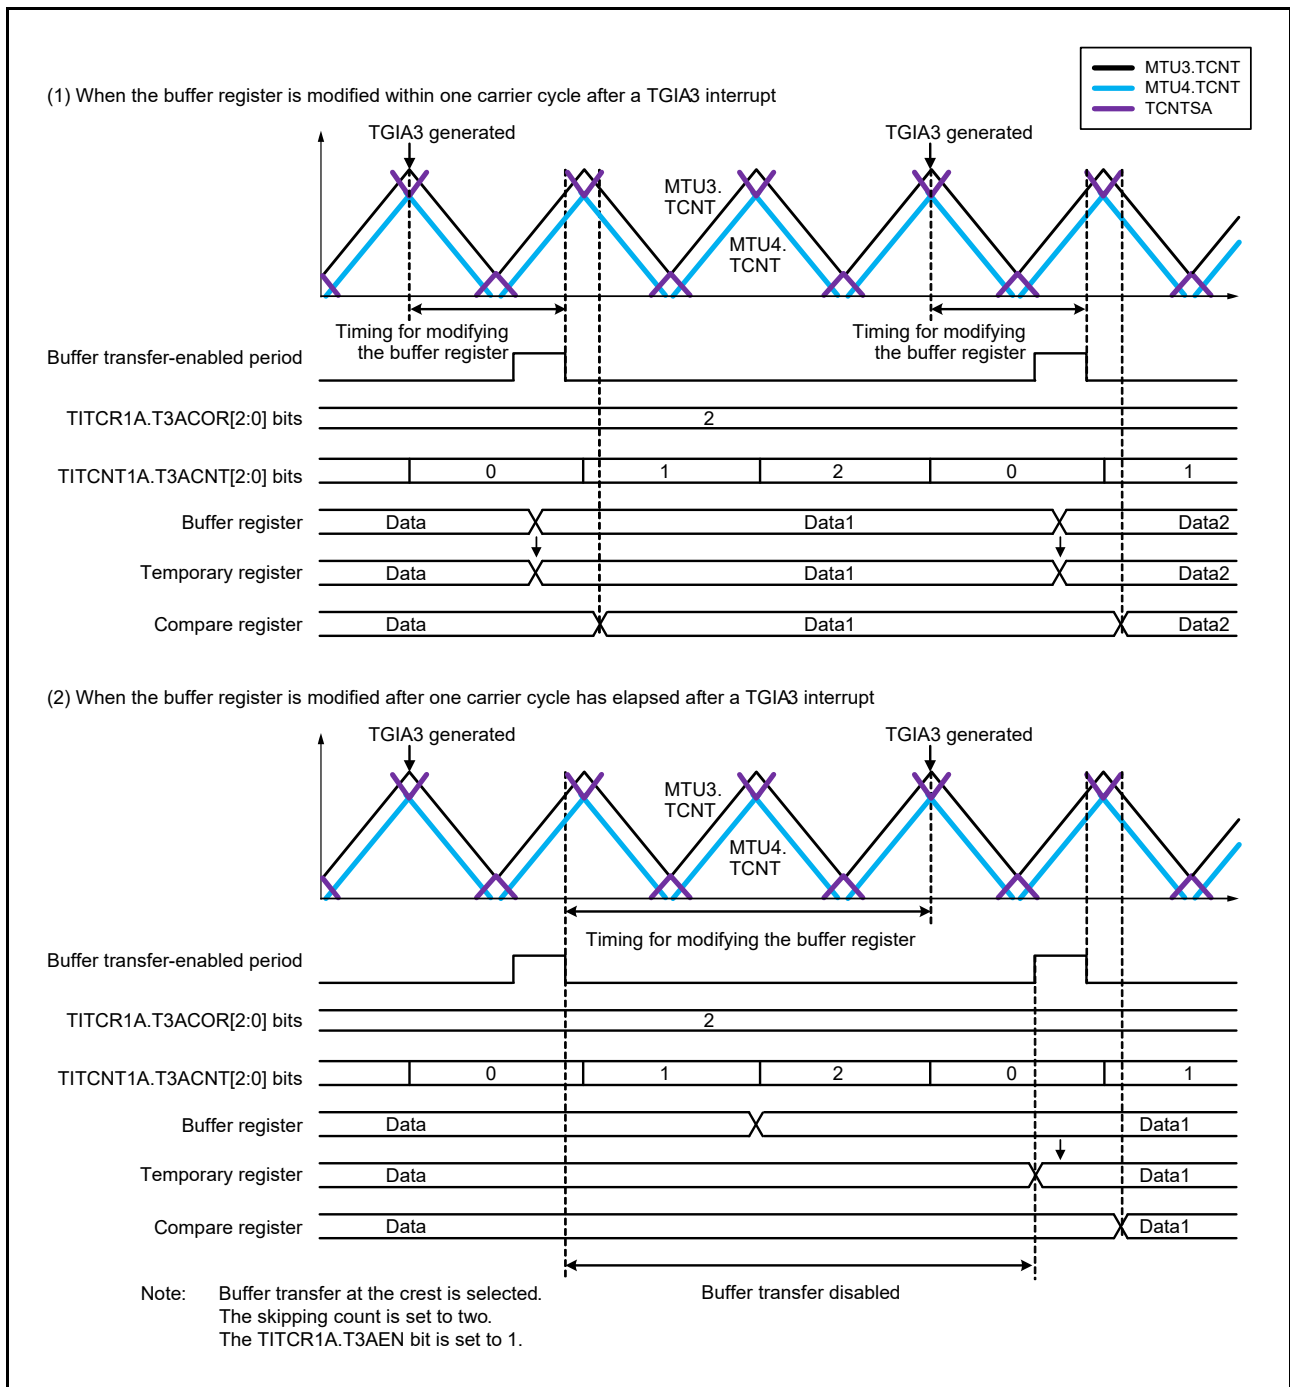 MTU3.TCNT
MTU4.TCNT
TCNTSA
(1) When the buffer register is modified within one carrier cycle after a TGIA3 interrupt
TGIA3 generated
TGIA3 generated
MTU3.
TCNT
MTU4.
TCNT
Timing for modifying
the buffer register
Timing for modifying
the buffer register
Buffer transfer-enabled period
TITCR1A.T3ACOR[2:0] bits
2
TITCNT1A.T3ACNT[2:0] bits
0
1
2
0
1
Buffer register
Data
Data1
Data2
Temporary register
Data
Data1
Data2
Compare register
Data
Data1
Data2
(2) When the buffer register is modified after one carrier cycle has elapsed after a TGIA3 interrupt
TGIA3 generated
TGIA3 generated
MTU3.
TCNT
MTU4.
TCNT
Timing for modifying the buffer register
Buffer transfer-enabled period
TITCR1A.T3ACOR[2:0] bits
2
TITCNT1A.T3ACNT[2:0] bits
0
1
2
0
1
Buffer register
Data
Data1
Temporary register
Data
Data1
Compare register
Data
Data1
Buffer transfer disabled
Note: Buffer transfer at the crest is selected.
The skipping count is set to two.
The TITCR1A.T3AEN bit is set to 1.